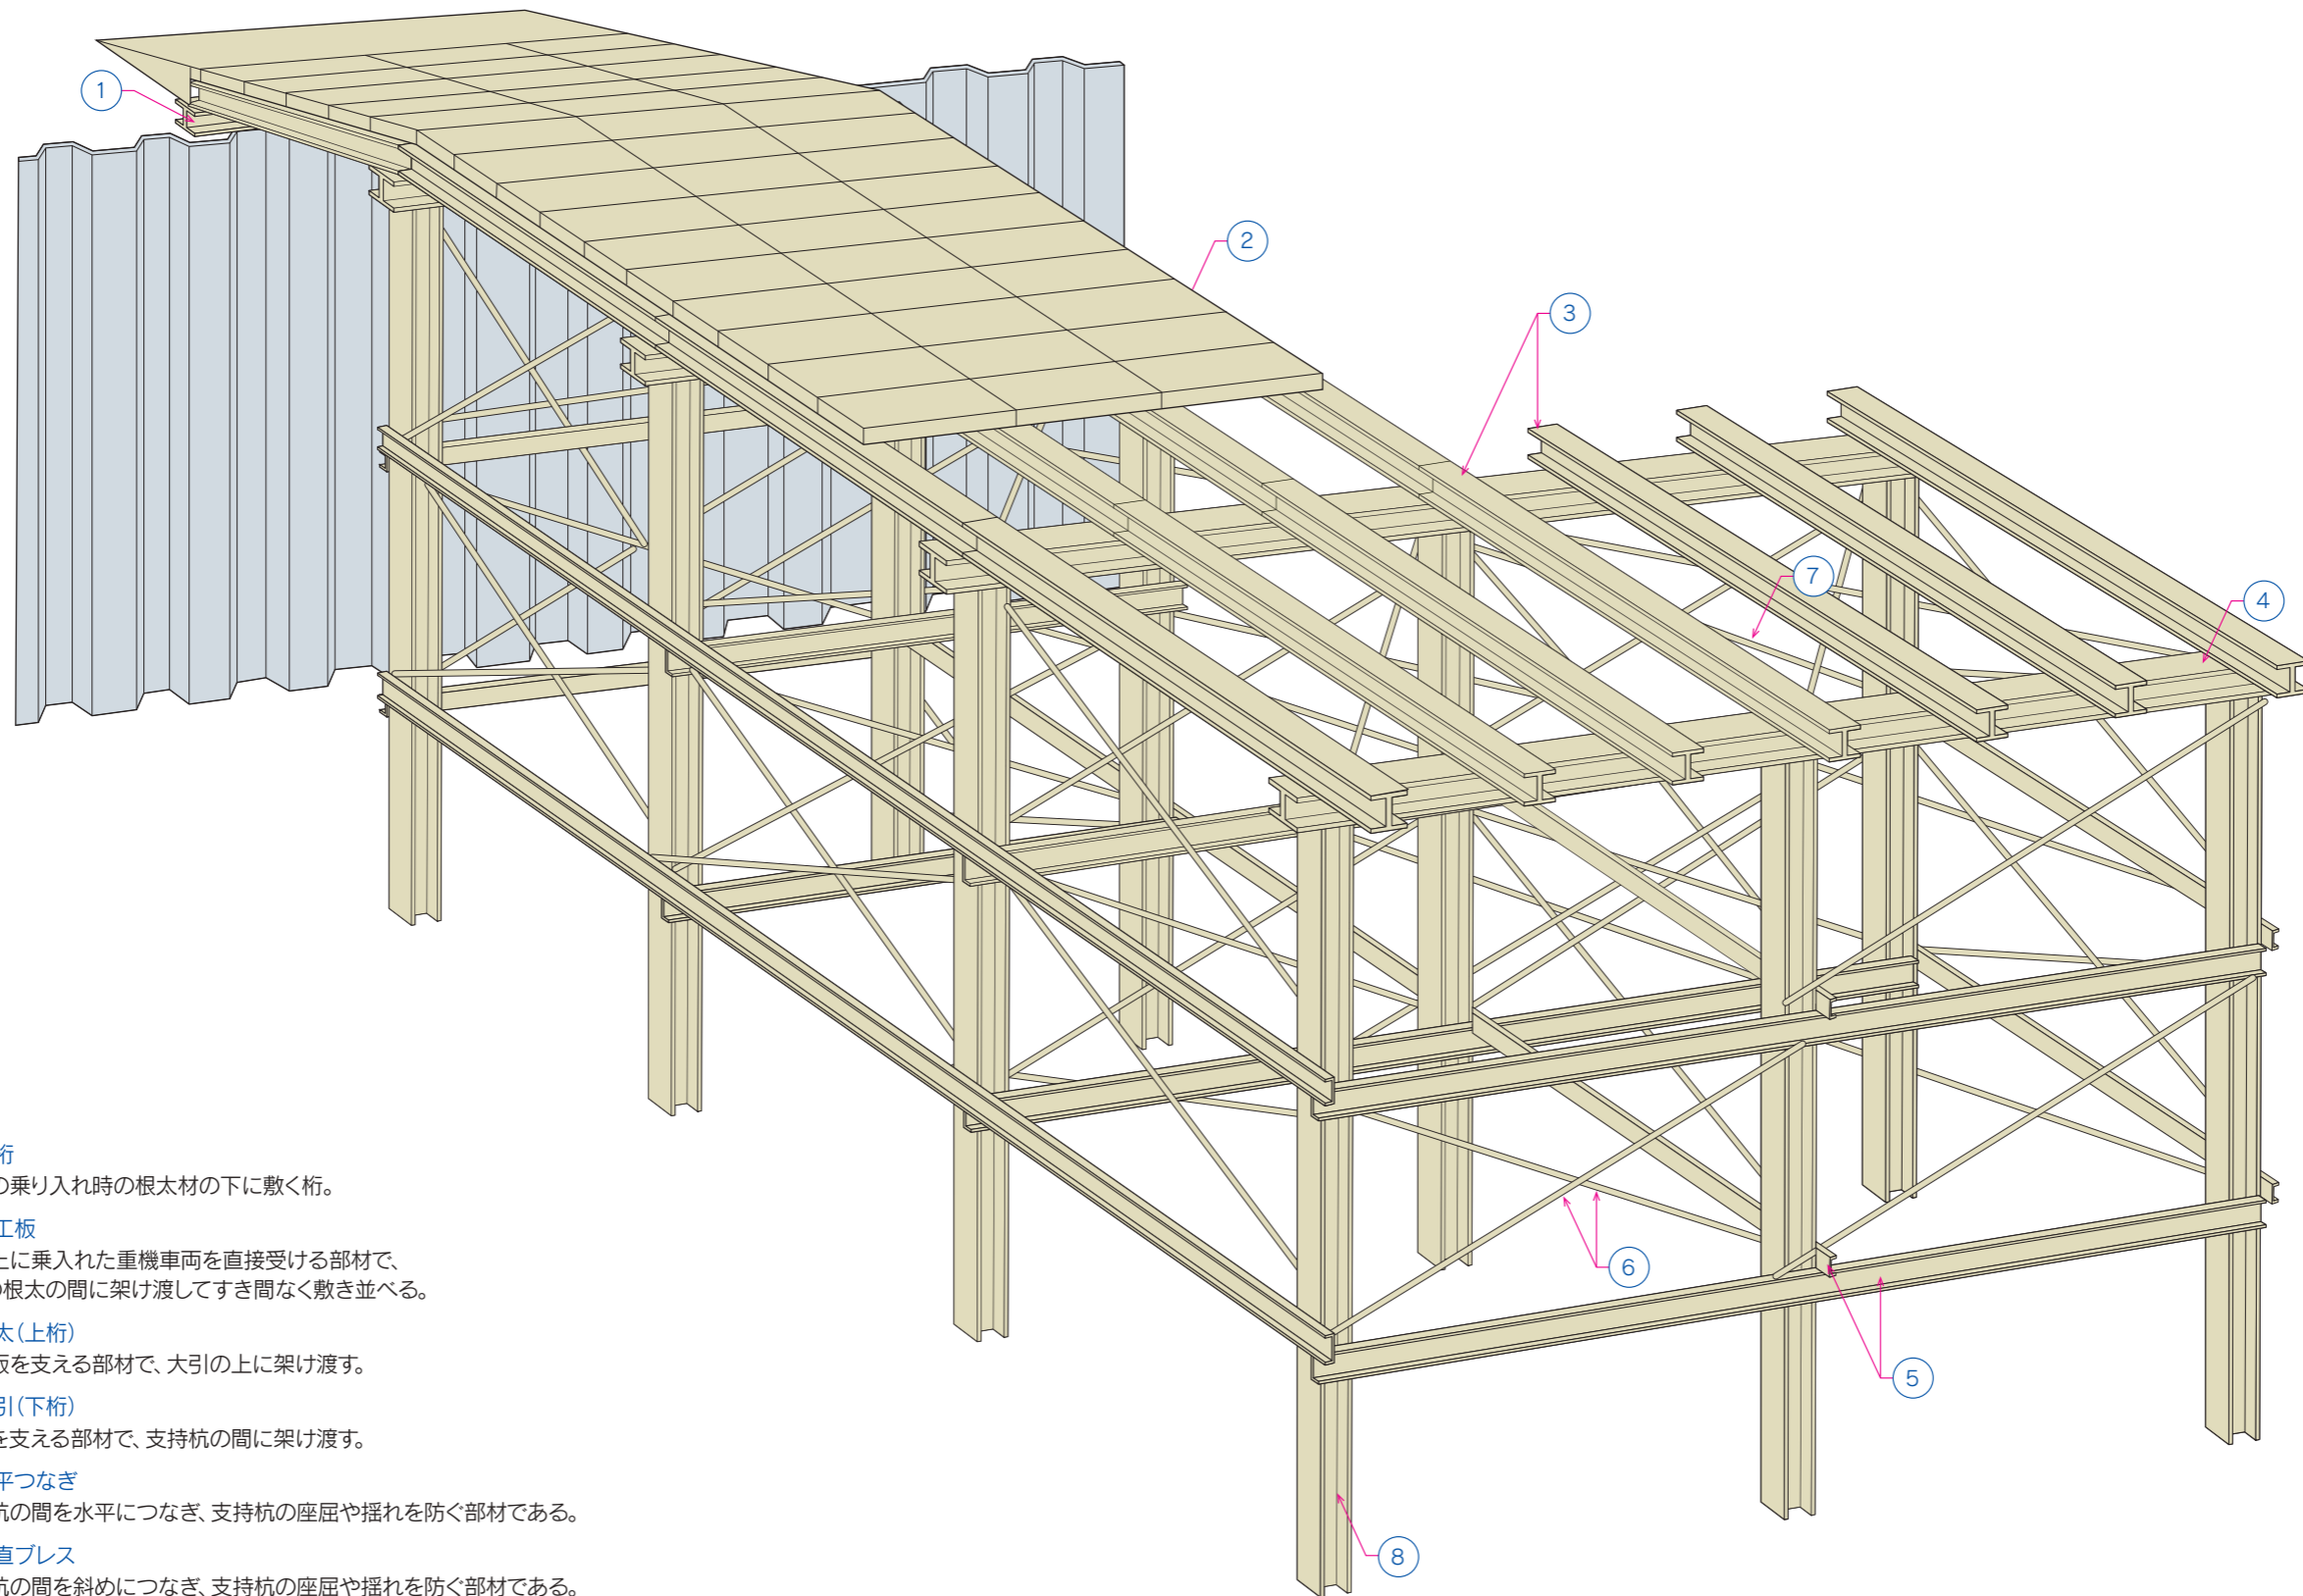 1
2
3
4
5
6
7
8
桁
の乗り入れ時の根太材の下に敷く桁。
工板
上に乗入れた重機車両を直接受ける部材で、
の根太の間に架け渡してすき間なく敷き並べる。
太（上桁）
板を支える部材で、大引の上に架け渡す。
引（下桁）
を支える部材で、支持杭の間に架け渡す。
平つなぎ
杭の間を水平につなぎ、支持杭の座屈や揺れを防ぐ部材である。
直ブレス
杭の間を斜めにつなぎ、支持杭の座屈や揺れを防ぐ部材である。